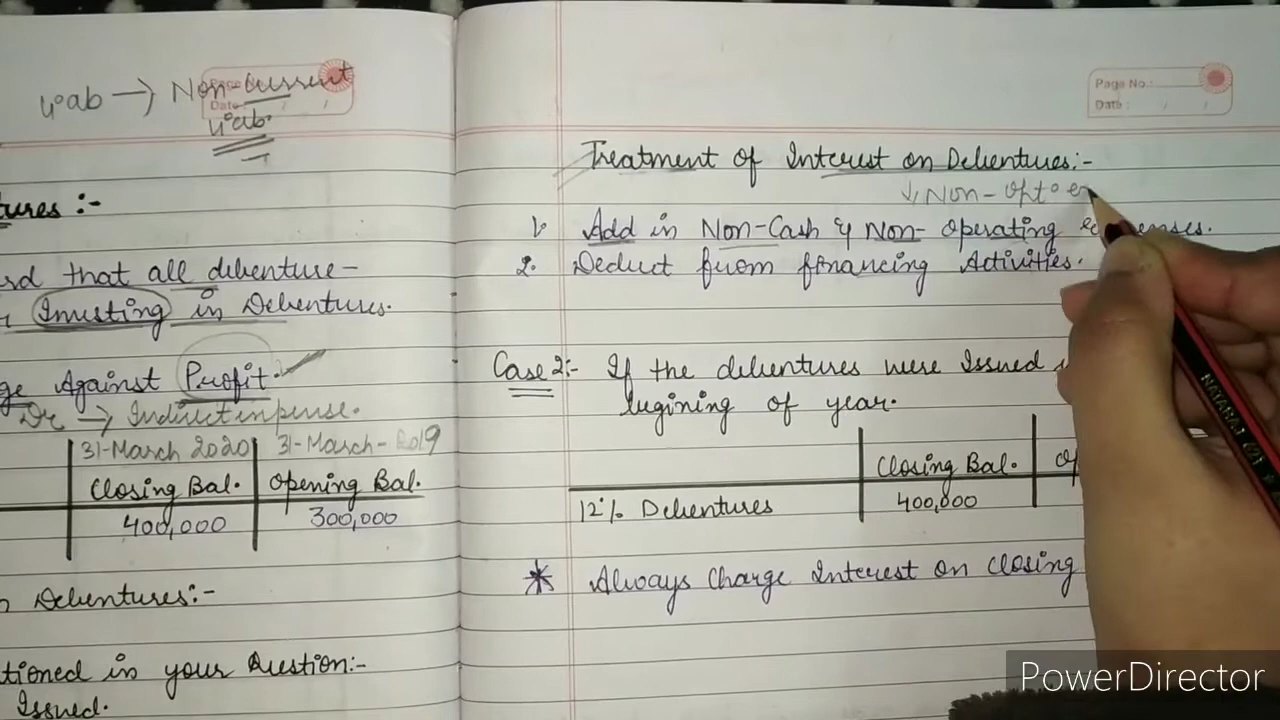 liab → Non-Current
liab.
tures :-
rd that all debenture -
Investing in Debentures.
ge Against Profit.
Dr → Indirect expense.
31-March 2020 31-March-2019
Closing Bal. Opening Bal.
400,000 300,000
Debentures:-
tioned in your Question:-
Issued.
Page No.:
Date : / /
Treatment of Interest on Debentures:-
Non-
1. Add in Non-Cash & Non- Operating
2. Deduct from financing Activities.
Case 2:- If the debentures were Issued
begining of year.
Closing Bal. Op
12% Debentures 400,000
* Always Charge Interest on Closing
PowerDirector